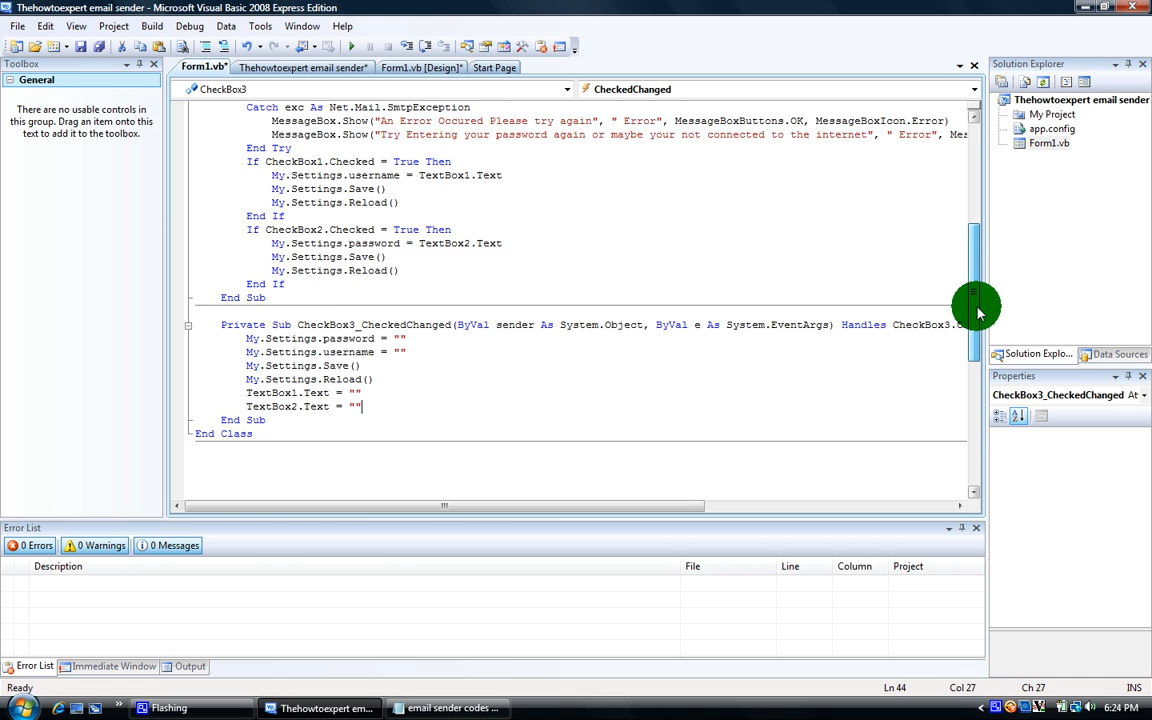 Thehowtoexpert email sender - Microsoft Visual Basic 2008 Express Edition
File Edit View Project Build Debug Data Tools Window Help
Toolbox
General
There are no usable controls in
this group. Drag an item onto this
text to add it to the toolbox.
Form1.vb* Thehowtoexpert email sender* Form1.vb [Design]* Start Page
CheckBox3 CheckedChanged
Catch exc As Net.Mail.SmtpException
MessageBox.Show("An Error Occured Please try again", " Error", MessageBoxButtons.OK, MessageBoxIcon.Error)
MessageBox.Show("Try Entering your password again or maybe your not connected to the internet", " Error", Mes
End Try
If CheckBox1.Checked = True Then
My.Settings.username = TextBox1.Text
My.Settings.Save()
My.Settings.Reload()
End If
If CheckBox2.Checked = True Then
My.Settings.password = TextBox2.Text
My.Settings.Save()
My.Settings.Reload()
End If
End Sub
Private Sub CheckBox3_CheckedChanged(ByVal sender As System.Object, ByVal e As System.EventArgs) Handles CheckBox3.C
My.Settings.password = ""
My.Settings.username = ""
My.Settings.Save()
My.Settings.Reload()
TextBox1.Text = ""
TextBox2.Text = ""
End Sub
End Class
Solution Explorer
Thehowtoexpert email sender
My Project
app.config
Form1.vb
Solution Explo... Data Sources
Properties
CheckBox3_CheckedChanged At
Error List
0 Errors 0 Warnings 0 Messages
Description File Line Column Project
Error List Immediate Window Output
Ready Ln 44 Col 27 Ch 27 INS
Flashing Thehowtoexpert em... email sender codes ... 6:24 PM